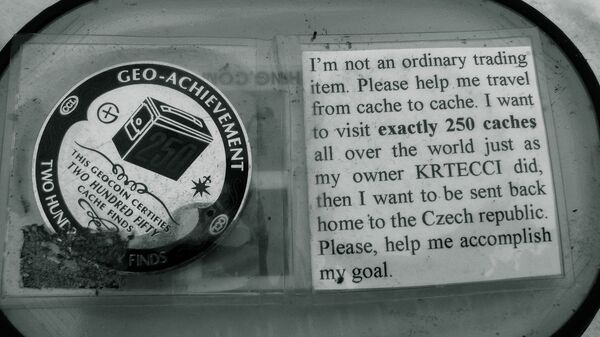 GEO-ACHIEVEMENT
250
THIS GEOCOIN CERTIFIES
TWO HUNDRED FIFTY
CACHE FINDS
TWO
FINDS
I'm not an ordinary trading
item. Please help me travel
from cache to cache. I want
to visit exactly 250 caches
all over the world just as
my owner KRTECCI did,
then I want to be sent back
home to the Czech republic.
Please, help me accomplish
my goal.